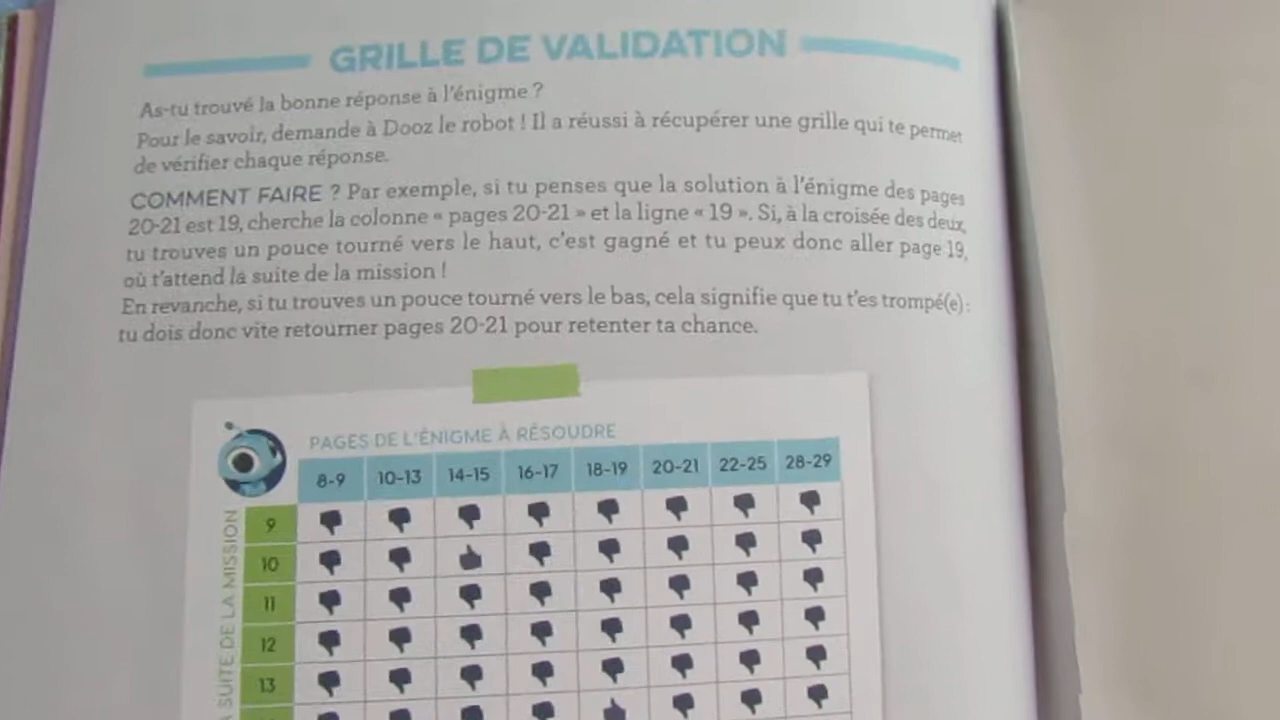 GRILLE DE VALIDATION
As-tu trouvé la bonne réponse à l'énigme ?
Pour le savoir, demande à Dooz le robot ! Il a réussi à récupérer une grille qui te permet
de vérifier chaque réponse.
COMMENT FAIRE ? Par exemple, si tu penses que la solution à l'énigme des pages
20-21 est 19, cherche la colonne « pages 20-21 » et la ligne « 19 ». Si, à la croisée des deux,
tu trouves un pouce tourné vers le haut, c'est gagné et tu peux donc aller page 19,
où t'attend la suite de la mission !
En revanche, si tu trouves un pouce tourné vers le bas, cela signifie que tu t'es trompé(e) :
tu dois donc vite retourner pages 20-21 pour retenter ta chance.
PAGES DE L'ÉNIGME À RÉSOUDRE
8-9 10-13 14-15 16-17 18-19 20-21 22-25 28-29
9
10
11
12
13
SUITE DE LA MISSION